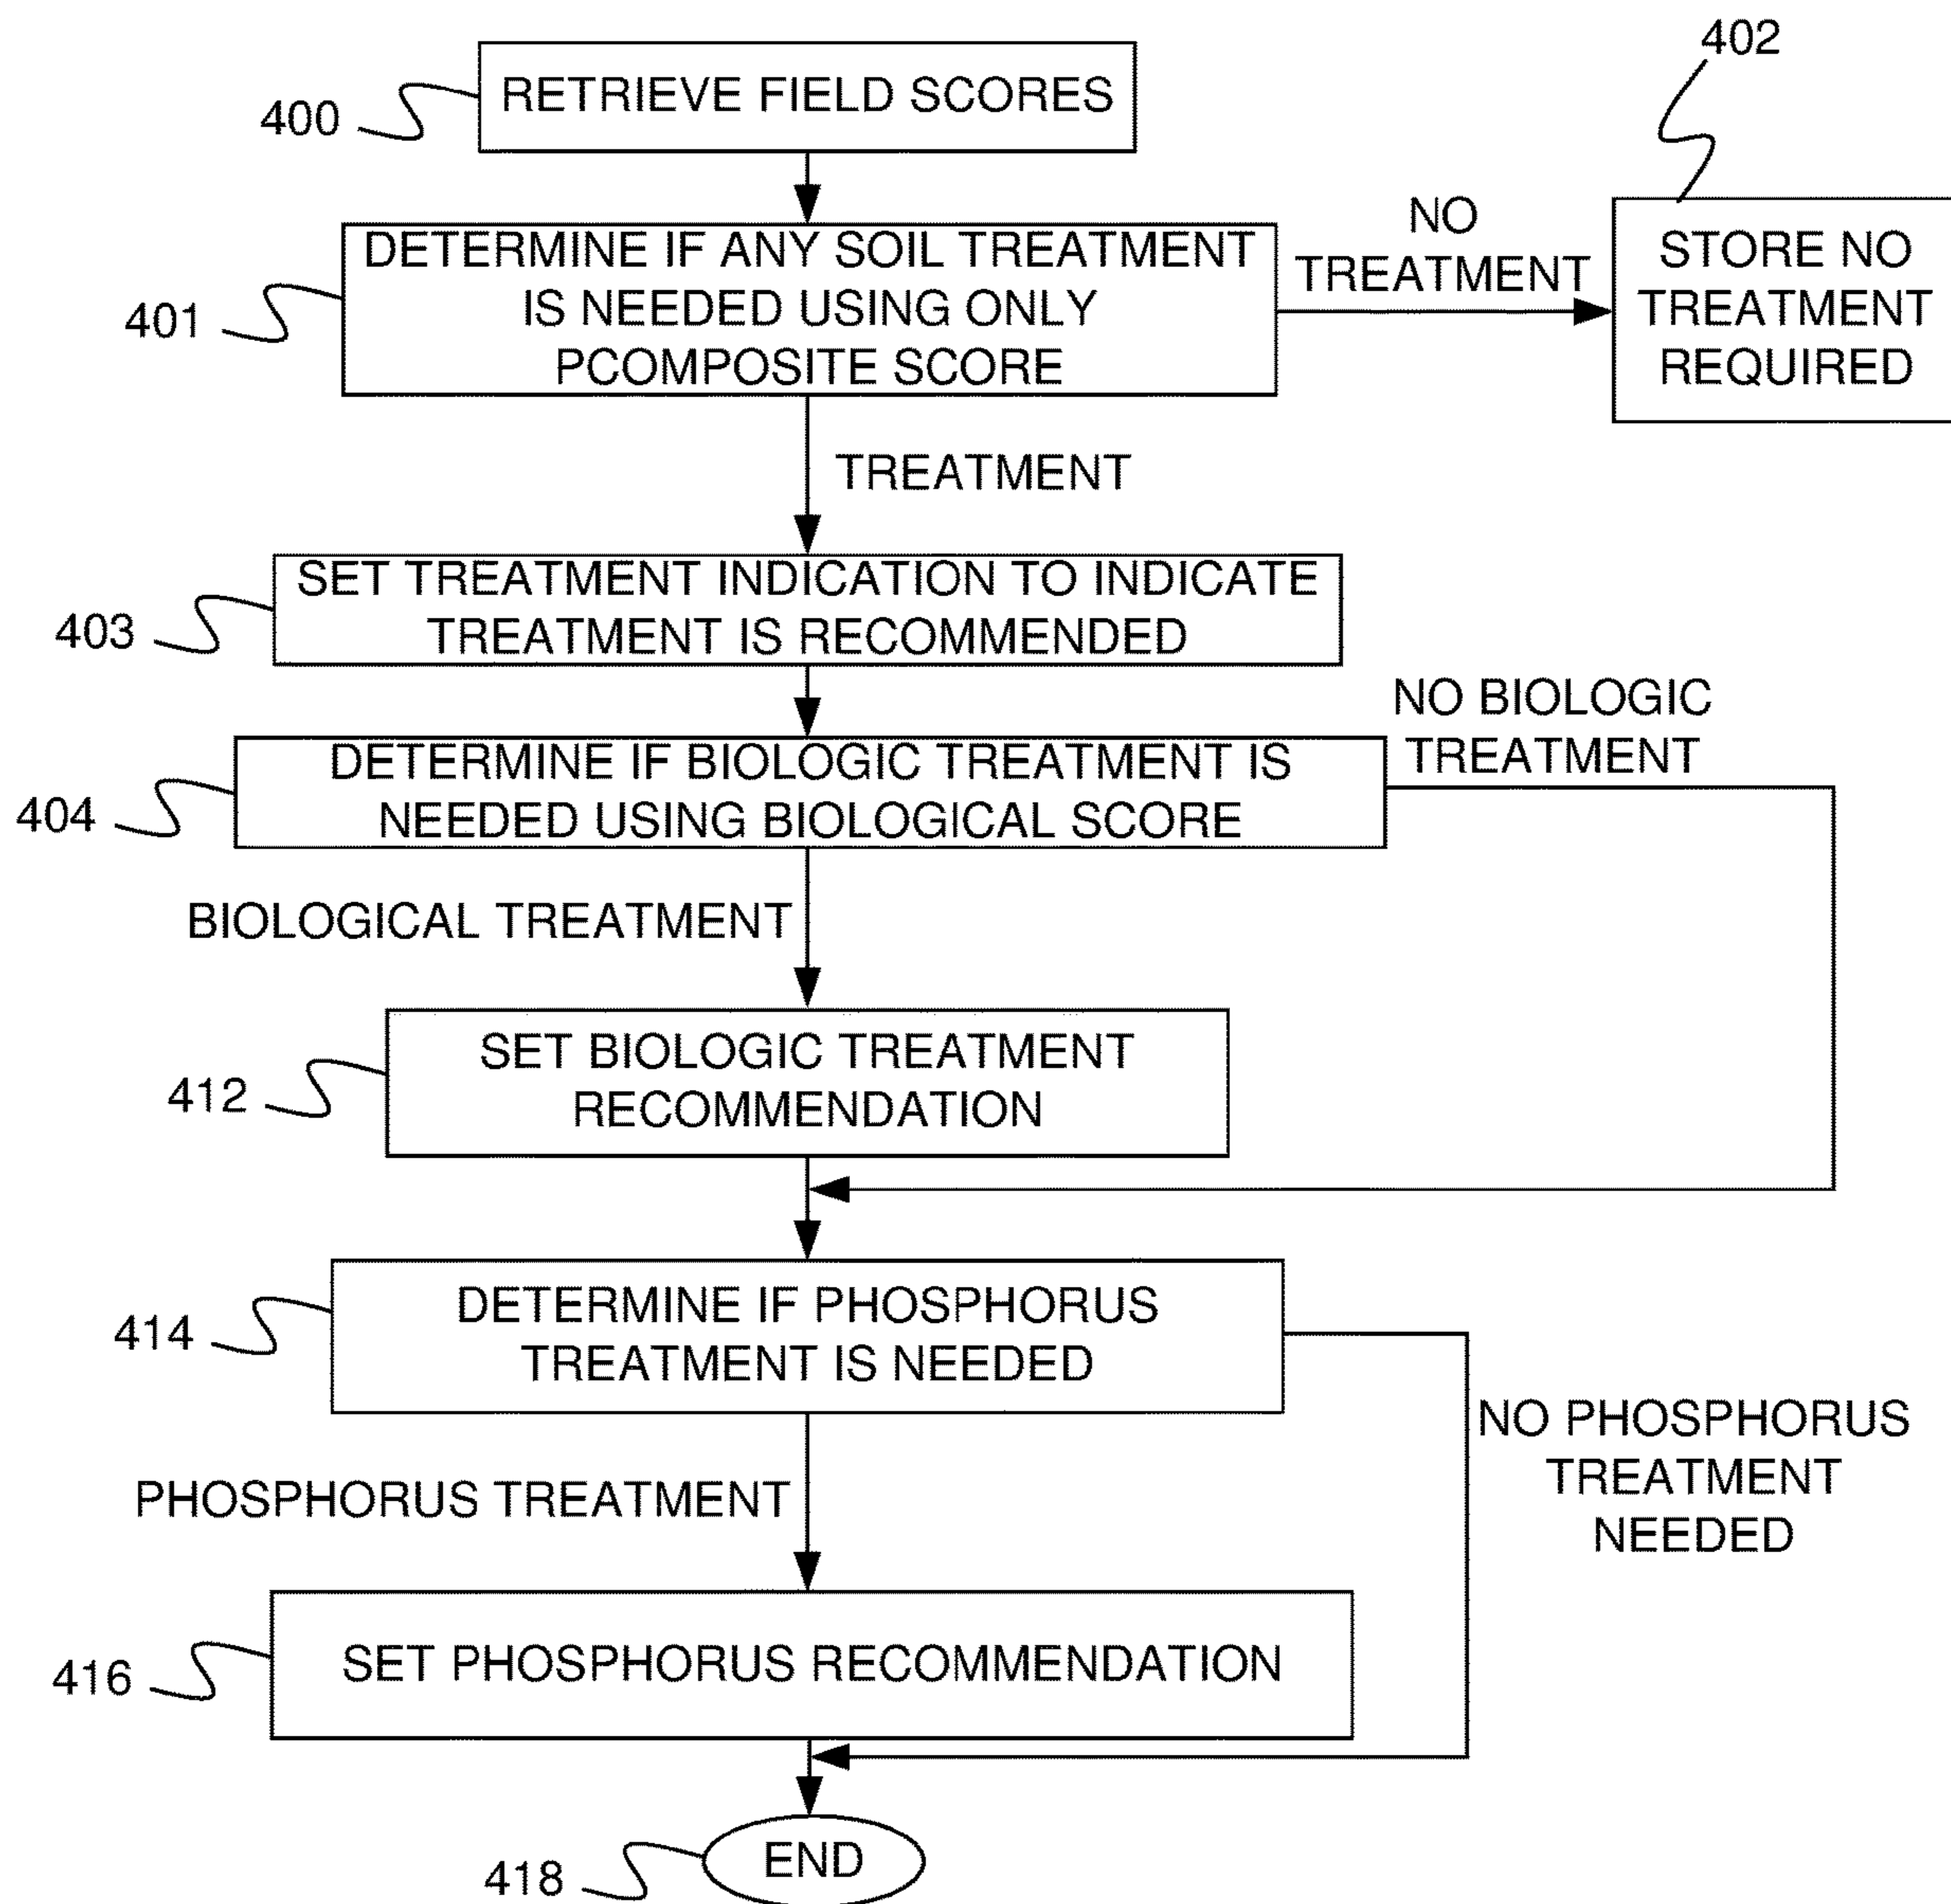 402
RETRIEVE FIELD SCORES
400
DETERMINE IF ANY SOIL TREATMENT
IS NEEDED USING ONLY
PCOMPOSITE SCORE
401
NO
TREATMENT
STORE NO
TREATMENT
REQUIRED
TREATMENT
SET TREATMENT INDICATION TO INDICATE
TREATMENT IS RECOMMENDED
403
NO BIOLOGIC
TREATMENT
DETERMINE IF BIOLOGIC TREATMENT IS
NEEDED USING BIOLOGICAL SCORE
404
BIOLOGICAL TREATMENT
SET BIOLOGIC TREATMENT
RECOMMENDATION
412
DETERMINE IF PHOSPHORUS
TREATMENT IS NEEDED
414
NO PHOSPHORUS
TREATMENT
NEEDED
PHOSPHORUS TREATMENT
SET PHOSPHORUS RECOMMENDATION
416
END
418